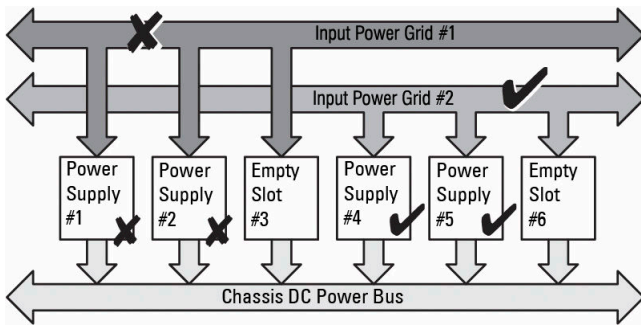 Input Power Grid #1
Input Power Grid #2
Power Supply #1
Power Supply #2
Empty Slot #3
Power Supply #4
Power Supply #5
Empty Slot #6
Chassis DC Power Bus